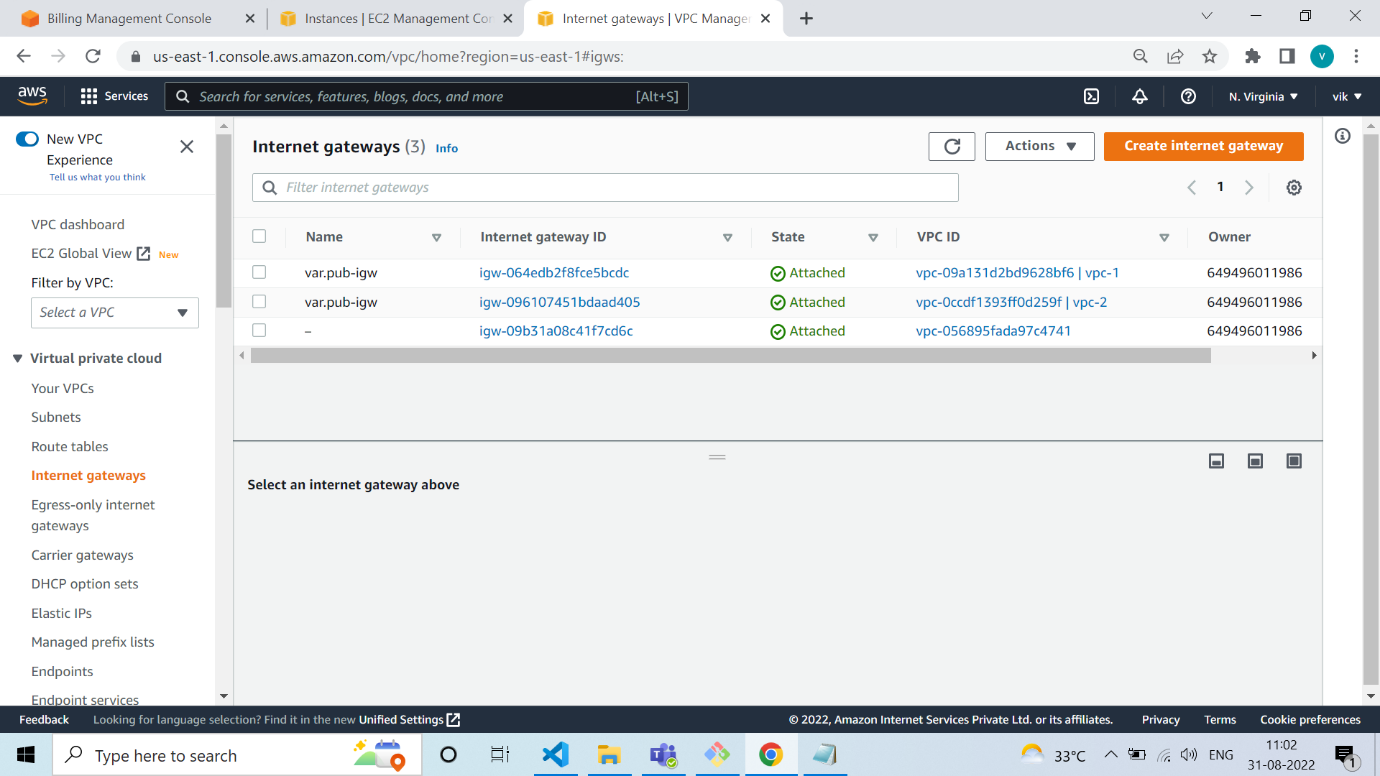 Billing Management Console
Instances | EC2 Management Con
Internet gateways | VPC Manage
us-east-1.console.aws.amazon.com/vpc/home?region=us-east-1#igws:
V
aws
Services
Search for services, features, blogs, docs, and more
[Alt+S]
N. Virginia
vik
New VPC
Experience
Tell us what you think
VPC dashboard
EC2 Global View New
Filter by VPC:
Select a VPC
Virtual private cloud
Your VPCs
Subnets
Route tables
Internet gateways
Egress-only internet
gateways
Carrier gateways
DHCP option sets
Elastic IPs
Managed prefix lists
Endpoints
Endpoint services
Internet gateways (3) Info
Actions
Create internet gateway
Filter internet gateways
1
Name Internet gateway ID State VPC ID Owner
var.pub-igw igw-064edb2f8fce5bcdc Attached vpc-09a131d2bd9628bf6 | vpc-1 649496011986
var.pub-igw igw-096107451bdaad405 Attached vpc-0ccdf1393ff0d259f | vpc-2 649496011986
– igw-09b31a08c41f7cd6c Attached vpc-056895fada97c4741 649496011986
Select an internet gateway above
Feedback Looking for language selection? Find it in the new Unified Settings © 2022, Amazon Internet Services Private Ltd. or its affiliates. Privacy Terms Cookie preferences
Type here to search
33°C
ENG
11:02
31-08-2022
1